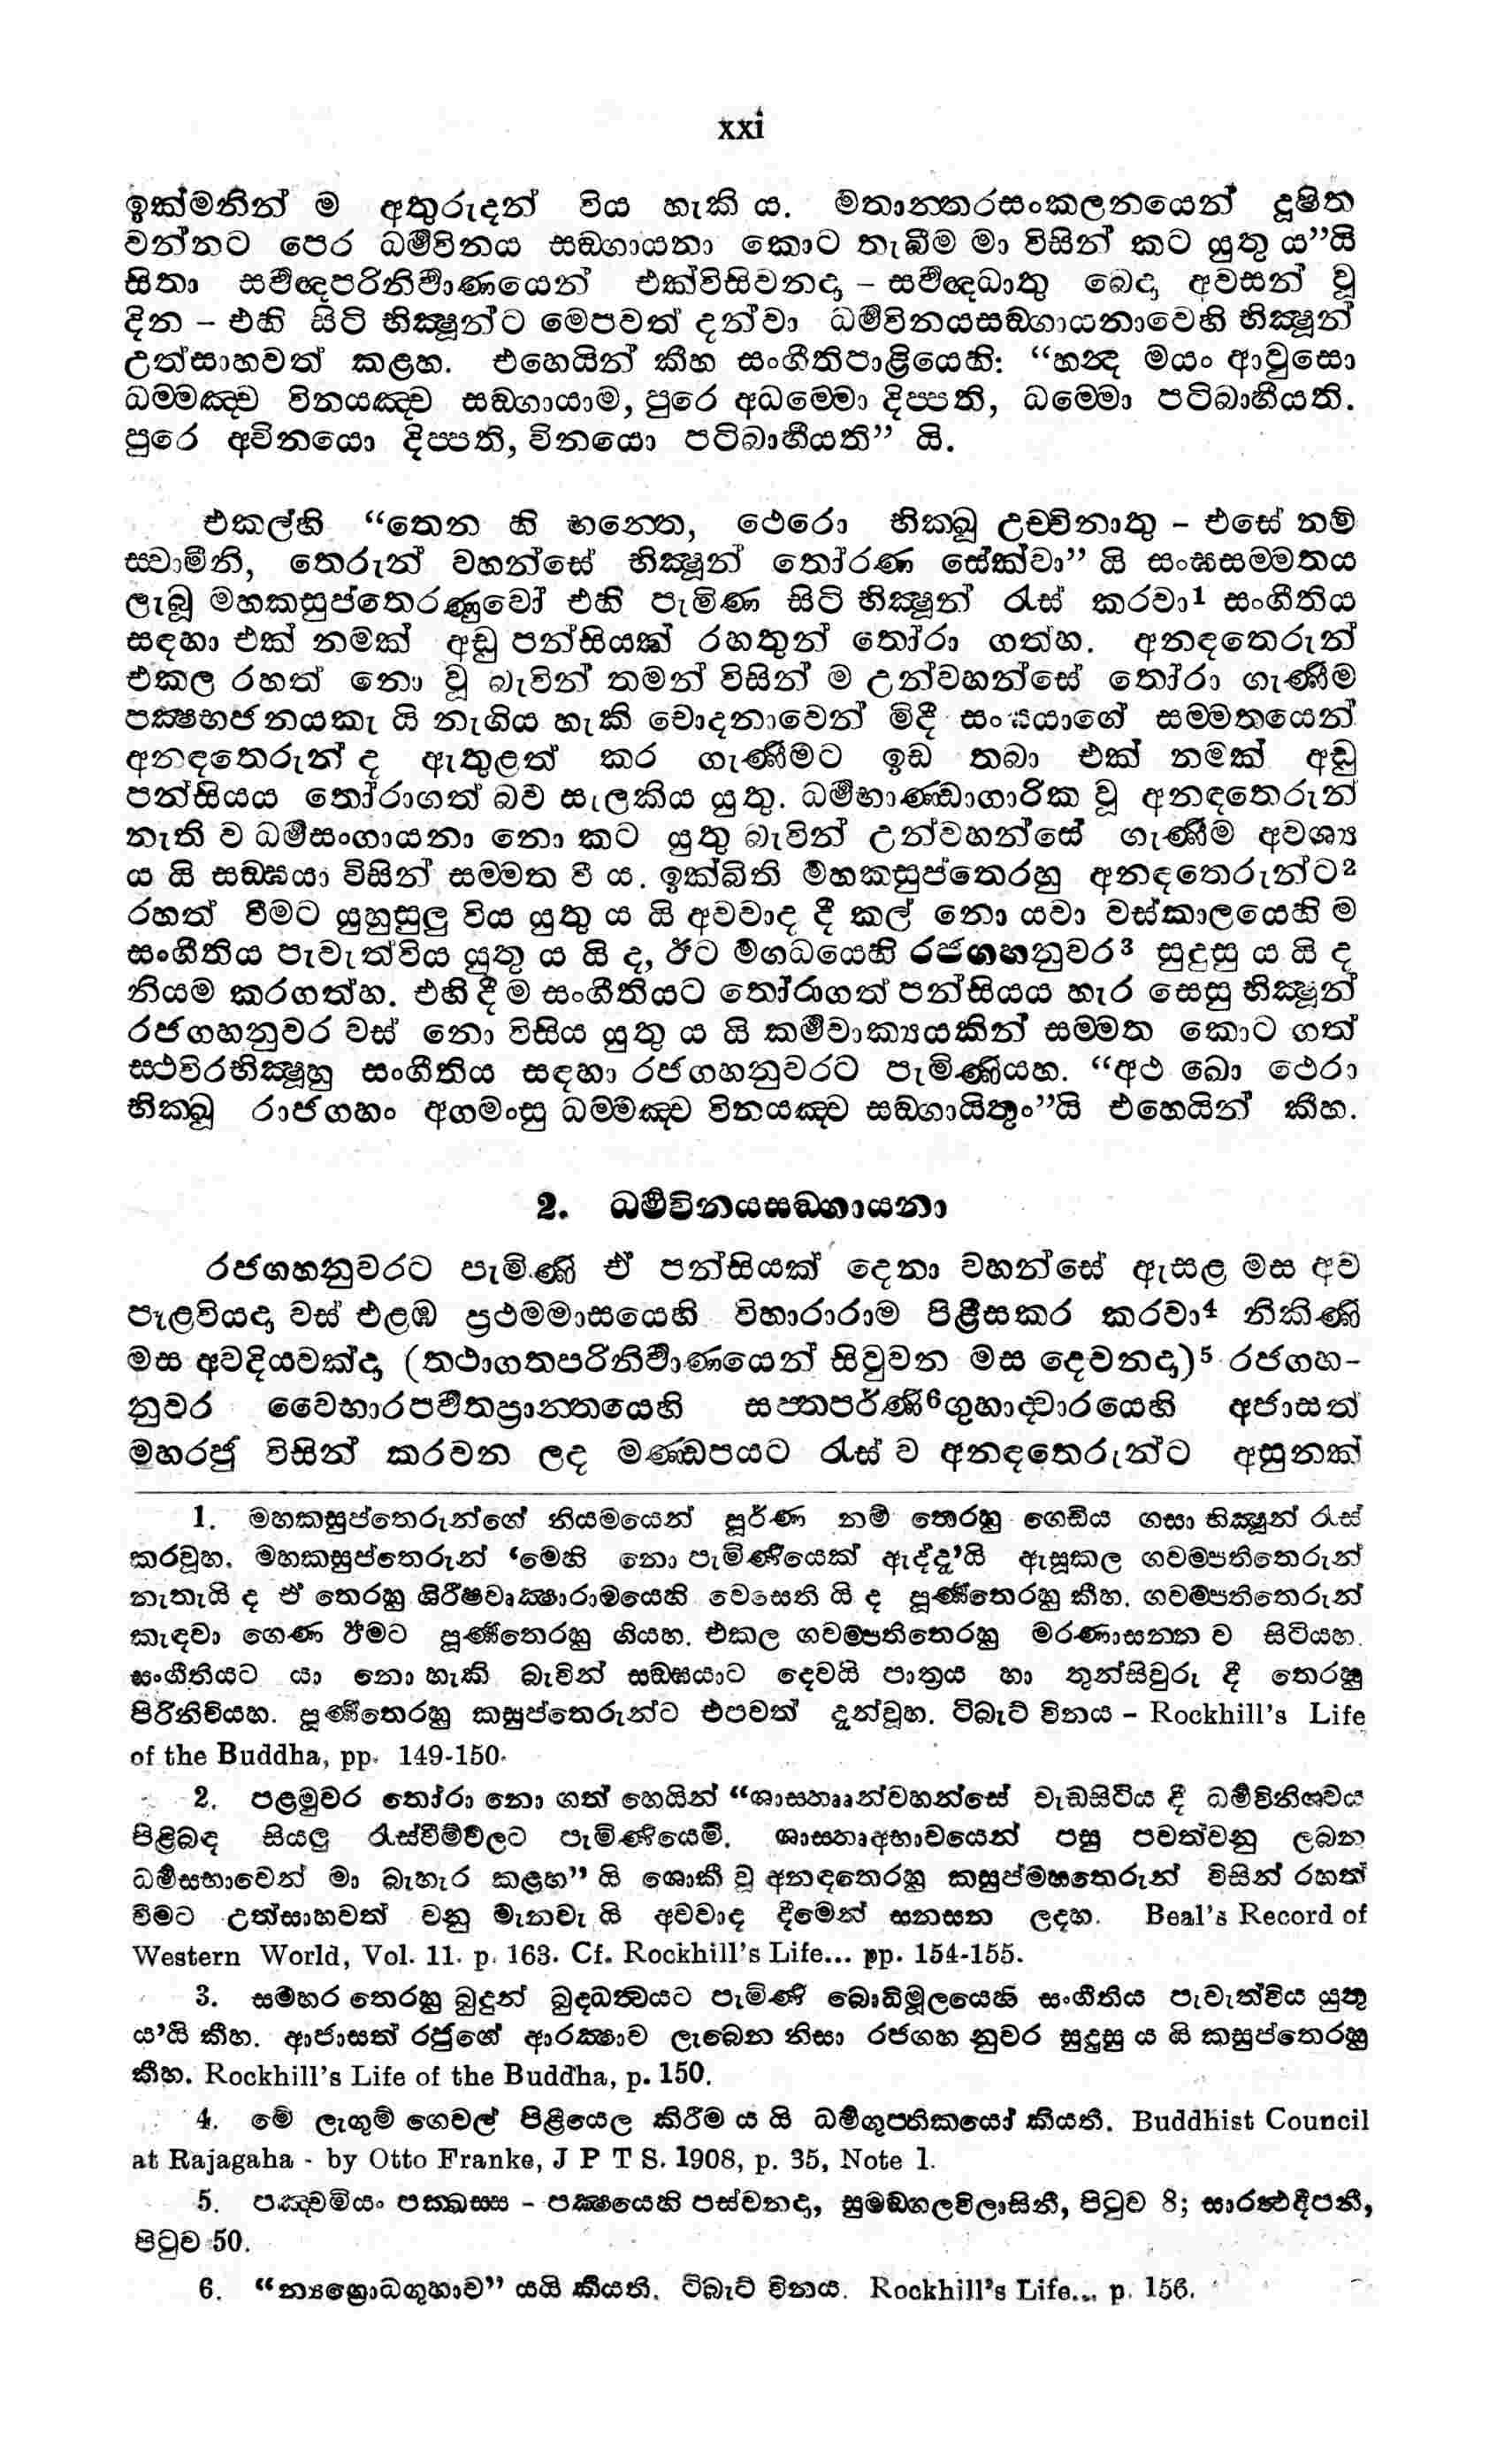 xxi
ඉක්මනින් ම අතුරුදන් විය හැකි ය. මතාන්තරසංකලනයෙන් දූෂිත
වන්නට පෙර ධර්‍මවිනය සඞ්ගායනා කොට තැබීම මා විසින් කට යුතු ය”යි
සිතා සර්‍වඥපරිනිර්‍වාණයෙන් එක්විසිවනදා – සර්‍වඥධාතු බෙදා අවසන් වූ
දින – එහි සිටි භික්‍ෂූන්ට මෙපවත් දන්වා ධර්‍මවිනයසඞ්ගායනාවෙහි භික්‍ෂූන්
උත්සාහවත් කළහ. එහෙයින් කීහ සංගීතිපාළියෙහි: “හන්‍ද මයං ආවුසො
ධම්මඤ්ච විනයඤ්ච සඞ්ගායාම, පුරෙ අධම්මො දිප්පති, ධම්මො පටිබාහීයති.
පුරෙ අවිනයො දිප්පති, විනයො පටිබාහීයති” යි.
එකල්හි “තෙන හි භන්තෙ, ථෙරො භික්ඛූ උච්චිනාතු – එසේ නම්
ස්වාමීනි, තෙරුන් වහන්සේ භික්‍ෂූන් තෝරණ සේක්වා” යි සංඝසම්මතය
ලැබූ මහකසුප්තෙරණුවෝ එහි පැමිණ සිටි භික්‍ෂූන් රැස් කරවා1 සංගීතිය
සඳහා එක් නමක් අඩු පන්සියක් රහතුන් තෝරා ගත්හ. අනඳතෙරුන්
එකල රහත් නො වූ බැවින් තමන් විසින් ම උන්වහන්සේ තෝරා ගැණීම
පක්‍ෂභජනයකැ යි නැගිය හැකි චොදනාවෙන් මිදී සංඝයාගේ සම්මතයෙන්
අනඳතෙරුන් ද ඇතුළත් කර ගැණීමට ඉඩ තබා එක් නමක් අඩු
පන්සියය තෝරාගත් බව සැලකිය යුතු. ධර්‍මභාණ්ඩාගාරික වූ අනඳතෙරුන්
නැති ව ධර්‍මසංගායනා නො කට යුතු බැවින් උන්වහන්සේ ගැණීම අවශ්‍ය
ය යි සඞ්ඝයා විසින් සම්මත වී ය. ඉක්බිති මහකසුප්තෙරහු අනඳතෙරුන්ට2
රහත් වීමට යුහුසුලු විය යුතු ය යි අවවාද දී කල් නො යවා වස්කාලයෙහි ම
සංගීතිය පැවැත්විය යුතු ය යි ද, ඊට මගධයෙහි රජගහනුවර3 සුදුසු ය යි ද
නියම කරගත්හ. එහි දී ම සංගීතියට තෝරාගත් පන්සියය හැර සෙසු භික්‍ෂූන්
රජගහනුවර වස් නො විසිය යුතු ය යි කර්‍මවාක්‍යයකින් සම්මත කොට ගත්
ස්ථවිරභික්‍ෂූහු සංගීතිය සඳහා රජගහනුවරට පැමිණියහ. “අථ ඛො ථෙරා
භික්ඛූ රාජගහං අගමංසු ධම්මඤ්ච විනයඤ්ච සඞ්ගායිතුං”යි එහෙයින් කීහ.
2. ධර්‍මවිනයසඞ්ගායනා
රජගහනුවරට පැමිණි ඒ පන්සියක් දෙනා වහන්සේ ඇසළ මස අව
පෑළවියදා වස් එළඹ ප්‍රථමමාසයෙහි විහාරාරාම පිළිසකර කරවා4 නිකිණි
මස අවදියවක්දා (තථාගතපරිනිර්‍වාණයෙන් සිවුවන මස දෙවනදා)5 රජගහ-
නුවර වෛභාරපර්‍වතප්‍රාන්තයෙහි සප්තපර්ණි6ගුහාද්වාරයෙහි අජාසත්
මහරජු විසින් කරවන ලද මණ්ඩපයට රැස් ව අනඳතෙරුන්ට අසුනක්
1. මහකසුප්තෙරුන්ගේ නියමයෙන් පූර්ණ නම් තෙරහු ගෙඩිය ගසා භික්‍ෂූන් රැස්
කරවූහ. මහකසුප්තෙරුන් ‘මෙහි නො පැමිණියෙක් ඇද්දැ’යි ඇසූකල ගවම්පතිතෙරුන්
නැතැයි ද ඒ තෙරහු ශිරීෂවෘක්‍ෂාරාමයෙහි වෙසෙති යි ද පූර්‍ණතෙරහු කීහ. ගවම්පතිතෙරුන්
කැඳවා ගෙණ ඊමට පූර්‍ණතෙරහු ගියහ. එකල ගවම්පතිතෙරහු මරණාසන්න ව සිටියහ.
සංගීතියට යා නො හැකි බැවින් සඞ්ඝයාට දෙවයි පාත්‍රය හා තුන්සිවුරු දී තෙරහු
පිරිනිවියහ. පූර්‍ණතෙරහු කසුප්තෙරුන්ට එපවත් දැන්වූහ. ටිබැට් විනය – Rockhill’s Life
of the Buddha, pp. 149-150.
2. පළමුවර තෝරා නො ගත් හෙයින් “ශාස්තෲන්වහන්සේ වැඩසිටිය දී ධර්‍මවිනිශ්චය
පිළිබඳ සියලු රැස්වීම්වලට පැමිණියෙමි. ශාස්තෘඅභාවයෙන් පසු පවත්වනු ලබන
ධර්‍මසභාවෙන් මා බැහැර කළහ” යි ශොකී වූ අනඳතෙරහු කසුප්මහතෙරුන් විසින් රහත්
වීමට උත්සාහවත් වනු මැනවැ යි අවවාද දීමෙන් සනසන ලදහ. Beal’s Record of
Western World, Vol. 11. p. 163. Cf. Rockhill’s Life... pp. 154-155.
3. සමහර තෙරහු බුදුන් බුද්ධත්වයට පැමිණි බොධිමූලයෙහි සංගීතිය පැවැත්විය යුතු
ය’යි කීහ. ආජාසත් රජුගේ ආරක්‍ෂාව ලැබෙන නිසා රජගහ නුවර සුදුසු ය යි කසුප්තෙරහු
කීහ. Rockhill’s Life of the Buddha, p. 150.
4. මේ ලැගුම් ගෙවල් පිළියෙල කිරීම ය යි ධර්‍මගුප්තිකයෝ කියති. Buddhist Council
at Rajagaha - by Otto Franke, J P T S. 1908, p. 35, Note 1.
5. පඤ්චමියං පක්ඛස්ස – පක්‍ෂයෙහි පස්වනදා, සුමඞ්ගලවිලාසිනී, පිටුව 8; සාරත්ථදීපනී,
පිටුව 50.
6. “න්‍යග්‍රොධගුහාව” යයි කියති. ටිබැට් විනය. Rockhill’s Life... p. 156.